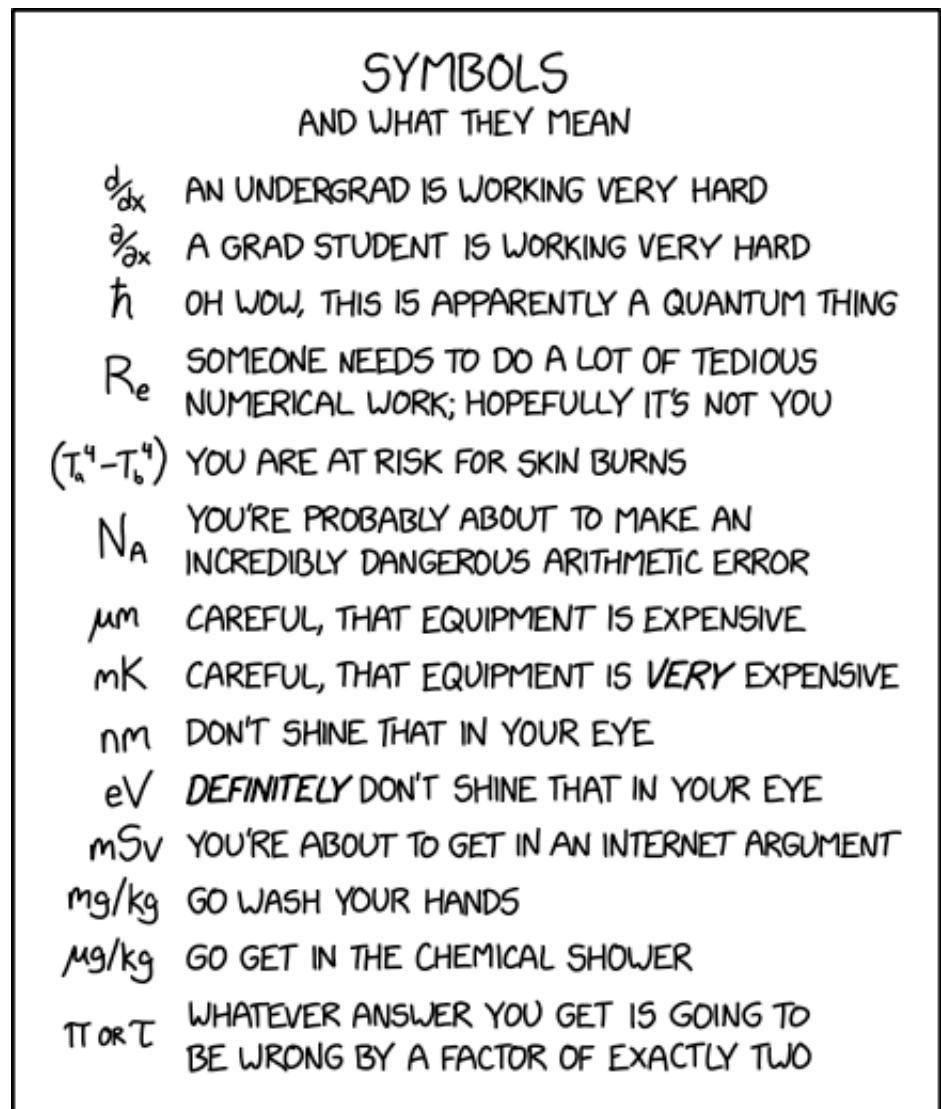 SYMBOLS
AND WHAT THEY MEAN
d/dx AN UNDERGRAD IS WORKING VERY HARD
∂/∂x A GRAD STUDENT IS WORKING VERY HARD
ħ OH WOW, THIS IS APPARENTLY A QUANTUM THING
Re SOMEONE NEEDS TO DO A LOT OF TEDIOUS
NUMERICAL WORK; HOPEFULLY IT'S NOT YOU
(Tₐ⁴-T_b⁴) YOU ARE AT RISK FOR SKIN BURNS
N_A YOU'RE PROBABLY ABOUT TO MAKE AN
INCREDIBLY DANGEROUS ARITHMETIC ERROR
µm CAREFUL, THAT EQUIPMENT IS EXPENSIVE
mK CAREFUL, THAT EQUIPMENT IS VERY EXPENSIVE
nm DON'T SHINE THAT IN YOUR EYE
eV DEFINITELY DON'T SHINE THAT IN YOUR EYE
mSv YOU'RE ABOUT TO GET IN AN INTERNET ARGUMENT
mg/kg GO WASH YOUR HANDS
µg/kg GO GET IN THE CHEMICAL SHOWER
π OR τ WHATEVER ANSWER YOU GET IS GOING TO
BE WRONG BY A FACTOR OF EXACTLY TWO